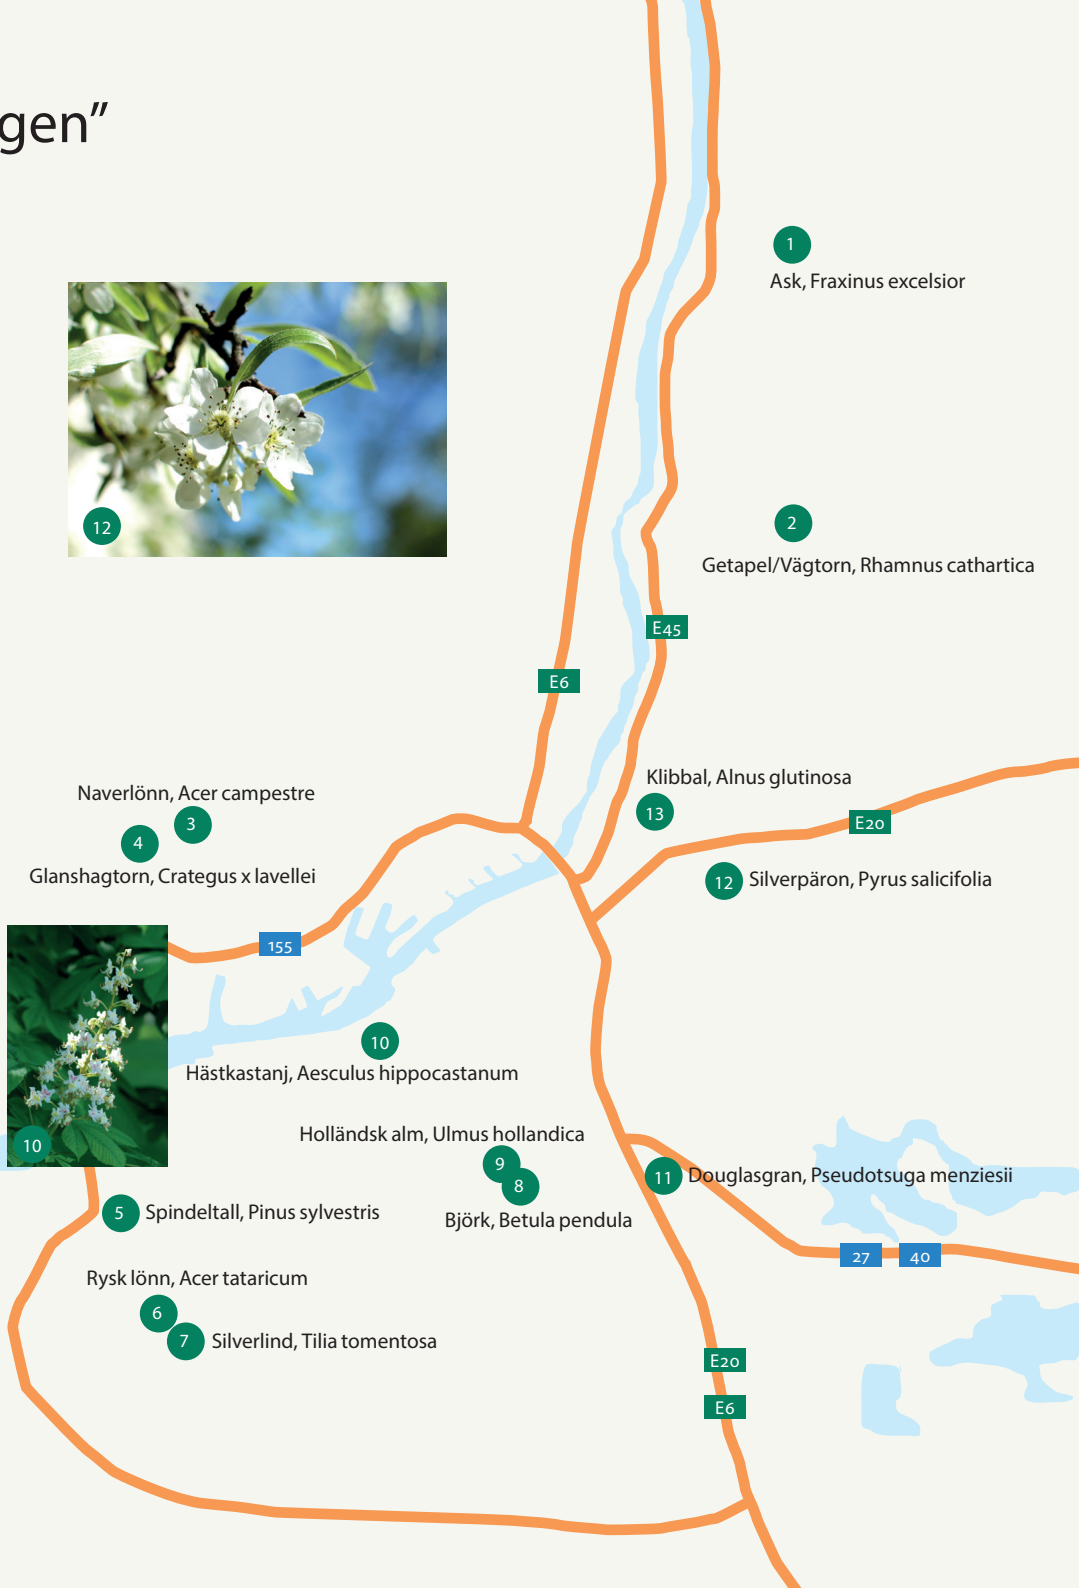 gen”
1
Ask, Fraxinus excelsior
12
2
Getapel/Vägtorn, Rhamnus cathartica
E45
E6
Klibbal, Alnus glutinosa
13
E20
Naverlönn, Acer campestre
3
4
Glanshagtorn, Crategus x lavellei
12 Silverpäron, Pyrus salicifolia
155
10
Hästkastanj, Aesculus hippocastanum
10
Holländsk alm, Ulmus hollandica
9
8
Björk, Betula pendula
11 Douglasgran, Pseudotsuga menziesii
5 Spindeltall, Pinus sylvestris
27 40
Rysk lönn, Acer tataricum
6
7 Silverlind, Tilia tomentosa
E20
E6